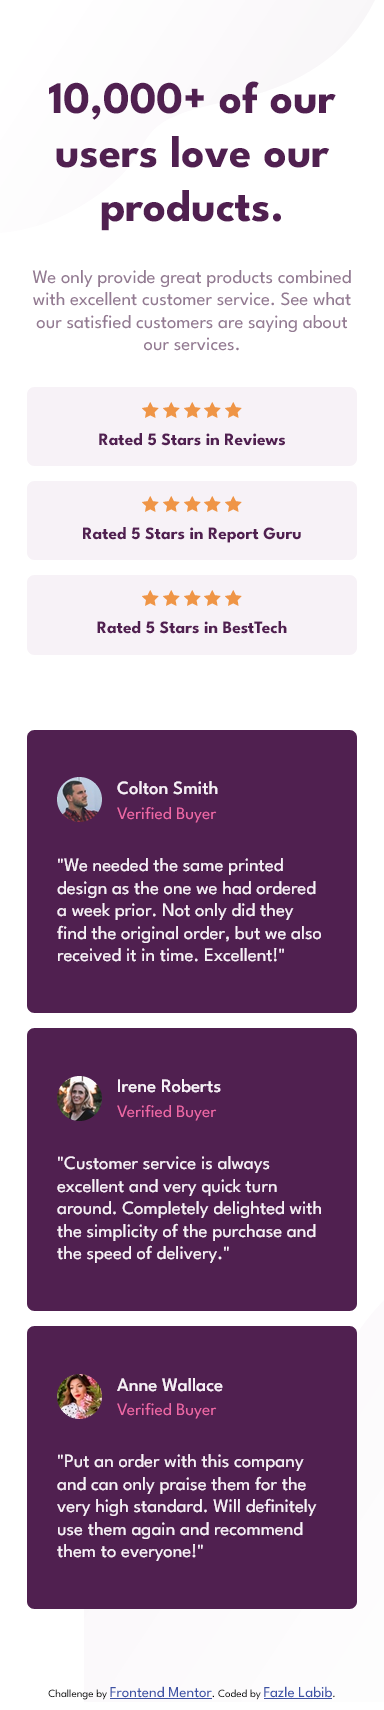 10,000+ of our
users love our
products.
We only provide great products combined
with excellent customer service. See what
our satisfied customers are saying about
our services.
Rated 5 Stars in Reviews
Rated 5 Stars in Report Guru
Rated 5 Stars in BestTech
Colton Smith
Verified Buyer
"We needed the same printed
design as the one we had ordered
a week prior. Not only did they
find the original order, but we also
received it in time. Excellent!"
Irene Roberts
Verified Buyer
"Customer service is always
excellent and very quick turn
around. Completely delighted with
the simplicity of the purchase and
the speed of delivery."
Anne Wallace
Verified Buyer
"Put an order with this company
and can only praise them for the
very high standard. Will definitely
use them again and recommend
them to everyone!"
Challenge by Frontend Mentor. Coded by Fazle Labib.